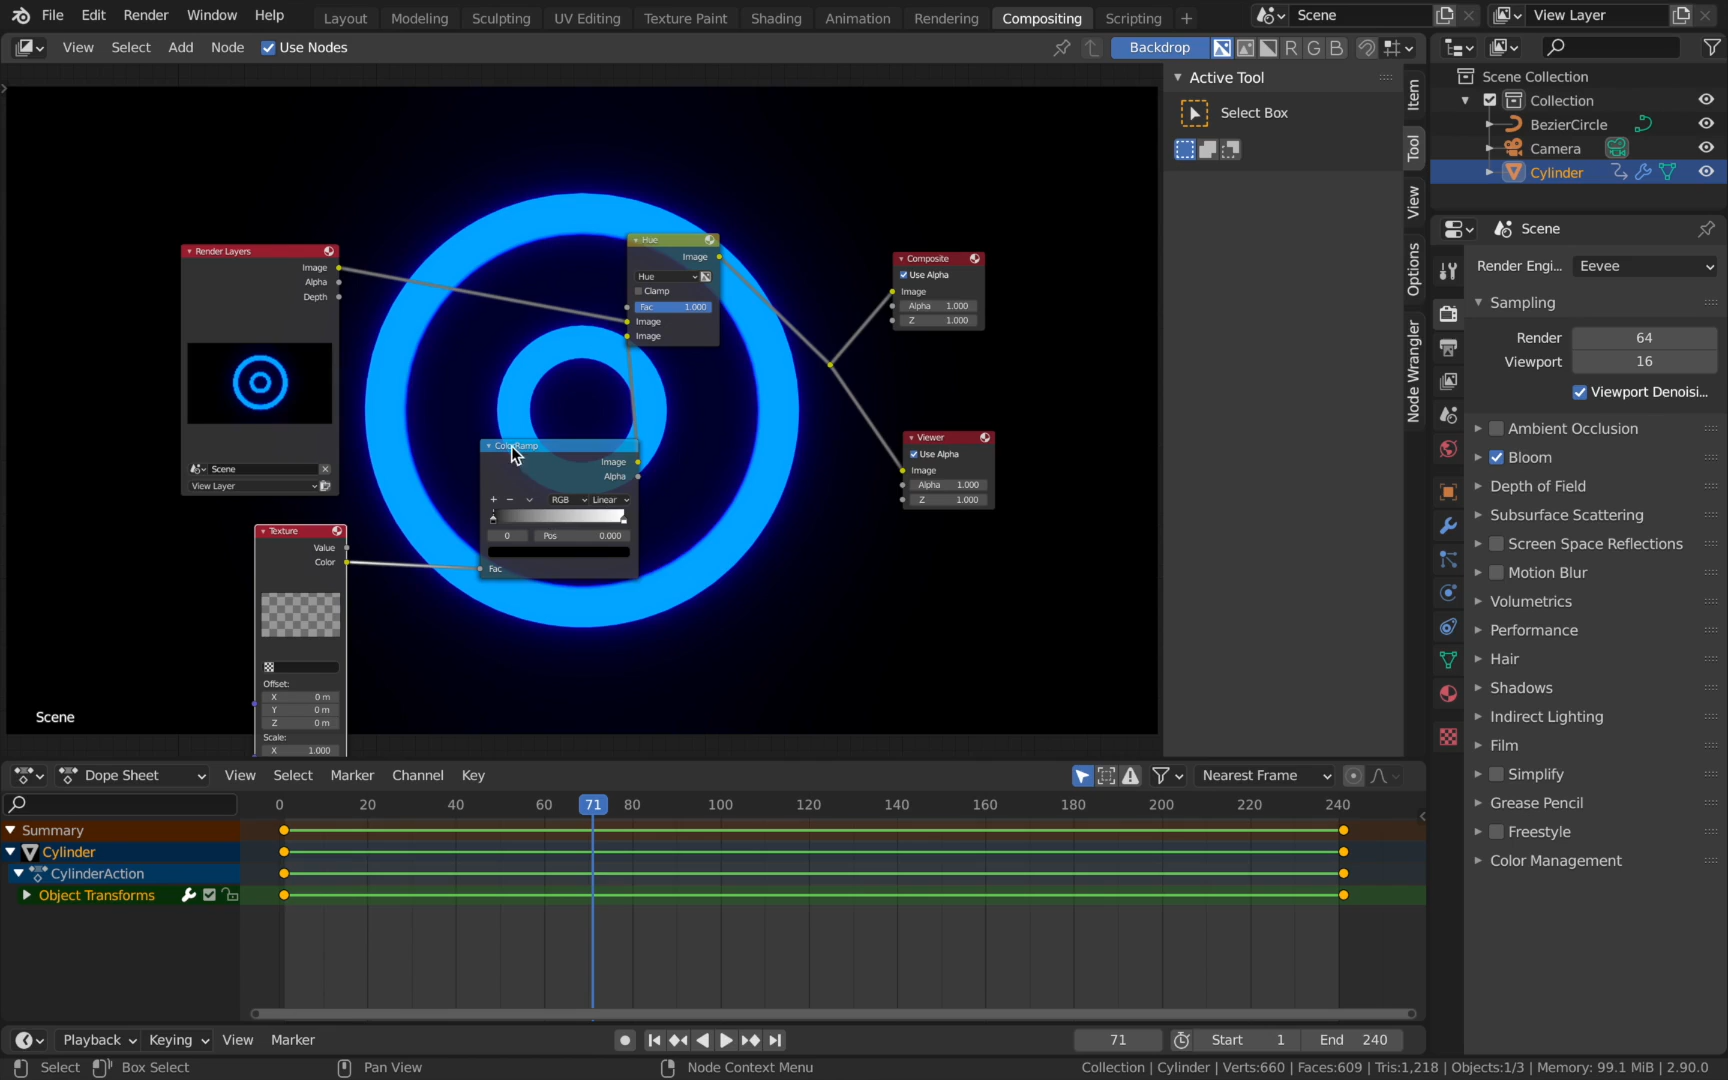 File Edit Render Window Help Layout Modeling Sculpting UV Editing Texture Paint Shading Animation Rendering Compositing Scripting + Scene View Layer
View Select Add Node Use Nodes Backdrop R G B
Active Tool
Select Box
Item
Tool
View
Options
Node Wrangler
Render Layers
Image
Alpha
Depth
Scene
View Layer
Hue
Image
Hue
Clamp
Fac 1.000
Image
Image
Composite
Use Alpha
Image
Alpha 1.000
Z 1.000
Viewer
Use Alpha
Image
Alpha 1.000
Z 1.000
ColorRamp
Image
Alpha
+ − RGB Linear
0 Pos 0.000
Fac
Texture
Value
Color
Offset:
X 0 m
Y 0 m
Z 0 m
Scale:
X 1.000
Scene
Scene Collection
Collection
BezierCircle
Camera
Cylinder
Scene
Render Engi... Eevee
Sampling
Render 64
Viewport 16
Viewport Denoisi...
Ambient Occlusion
Bloom
Depth of Field
Subsurface Scattering
Screen Space Reflections
Motion Blur
Volumetrics
Performance
Hair
Shadows
Indirect Lighting
Film
Simplify
Grease Pencil
Freestyle
Color Management
Dope Sheet View Select Marker Channel Key Nearest Frame
0 20 40 60 71 80 100 120 140 160 180 200 220 240
Summary
Cylinder
CylinderAction
Object Transforms
Playback Keying View Marker 71 Start 1 End 240
Select Box Select Pan View Node Context Menu Collection | Cylinder | Verts:660 | Faces:609 | Tris:1,218 | Objects:1/3 | Memory: 99.1 MiB | 2.90.0